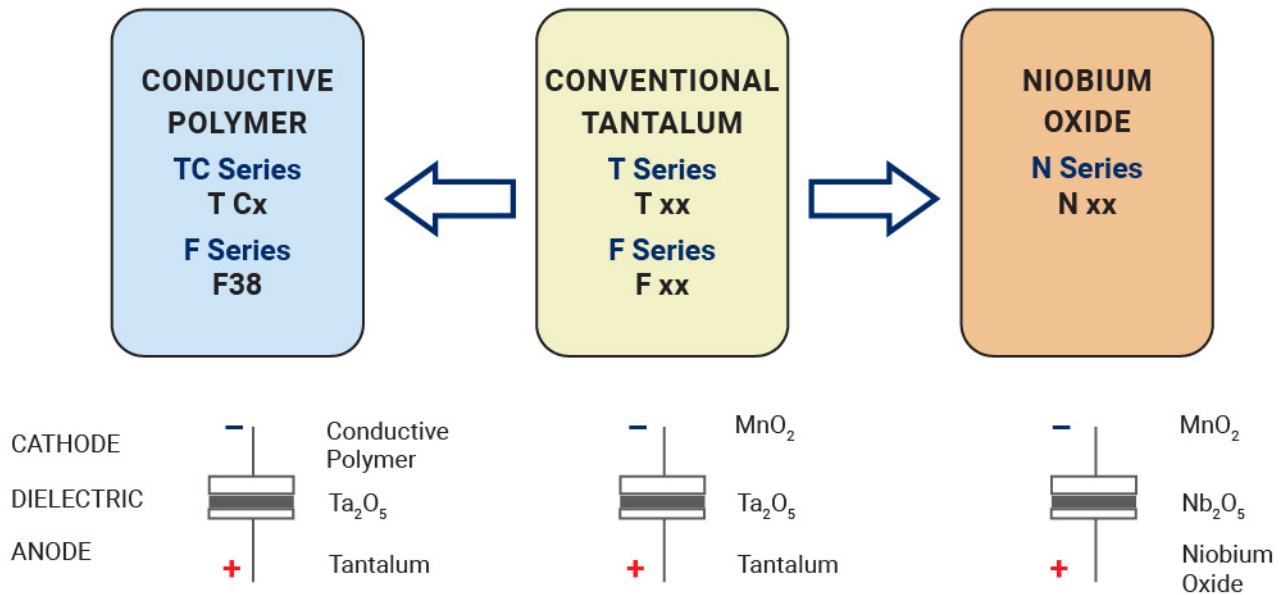 CONDUCTIVE
POLYMER
TC Series
T Cx
F Series
F38
CONVENTIONAL
TANTALUM
T Series
T xx
F Series
F xx
NIOBIUM
OXIDE
N Series
N xx
CATHODE
DIELECTRIC
ANODE
−
Conductive
Polymer
Ta₂O₅
+
Tantalum
−
MnO₂
Ta₂O₅
+
Tantalum
−
MnO₂
Nb₂O₅
+
Niobium
Oxide